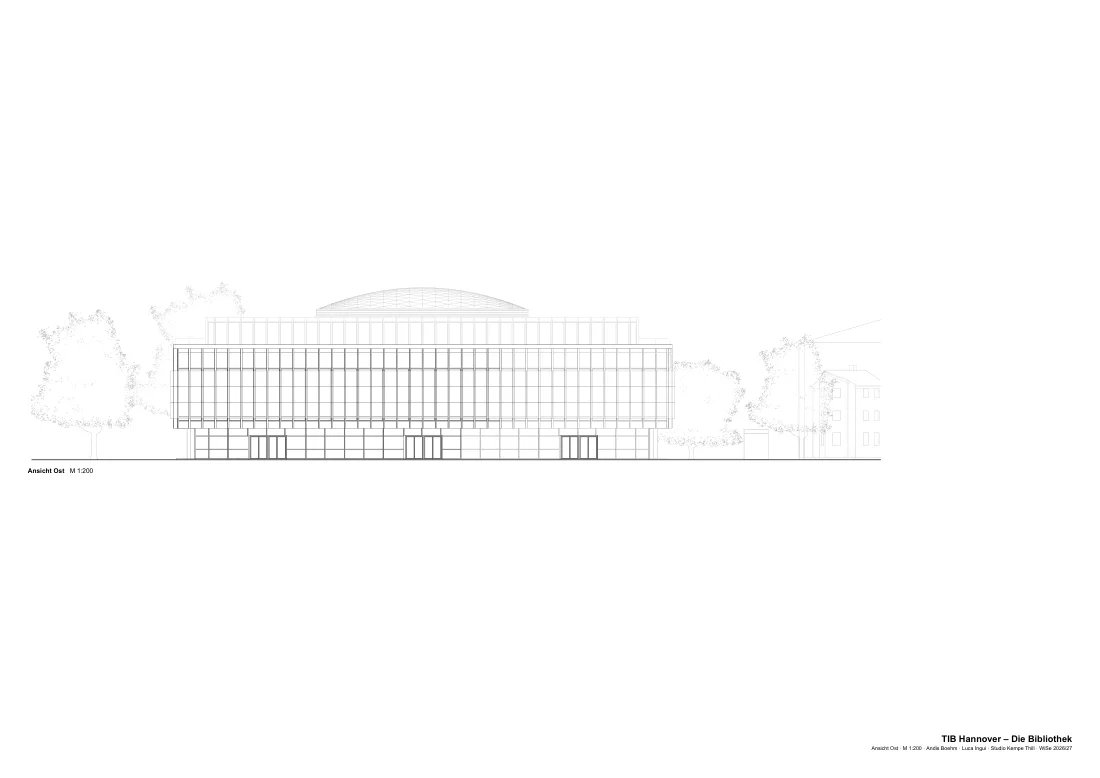 Ansicht Ost M 1:200
TIB Hannover – Die Bibliothek
Ansicht Ost · M 1:200 · Anda Boehm · Luca Ingui · Studio Kempe Thill · WiSe 2026/27